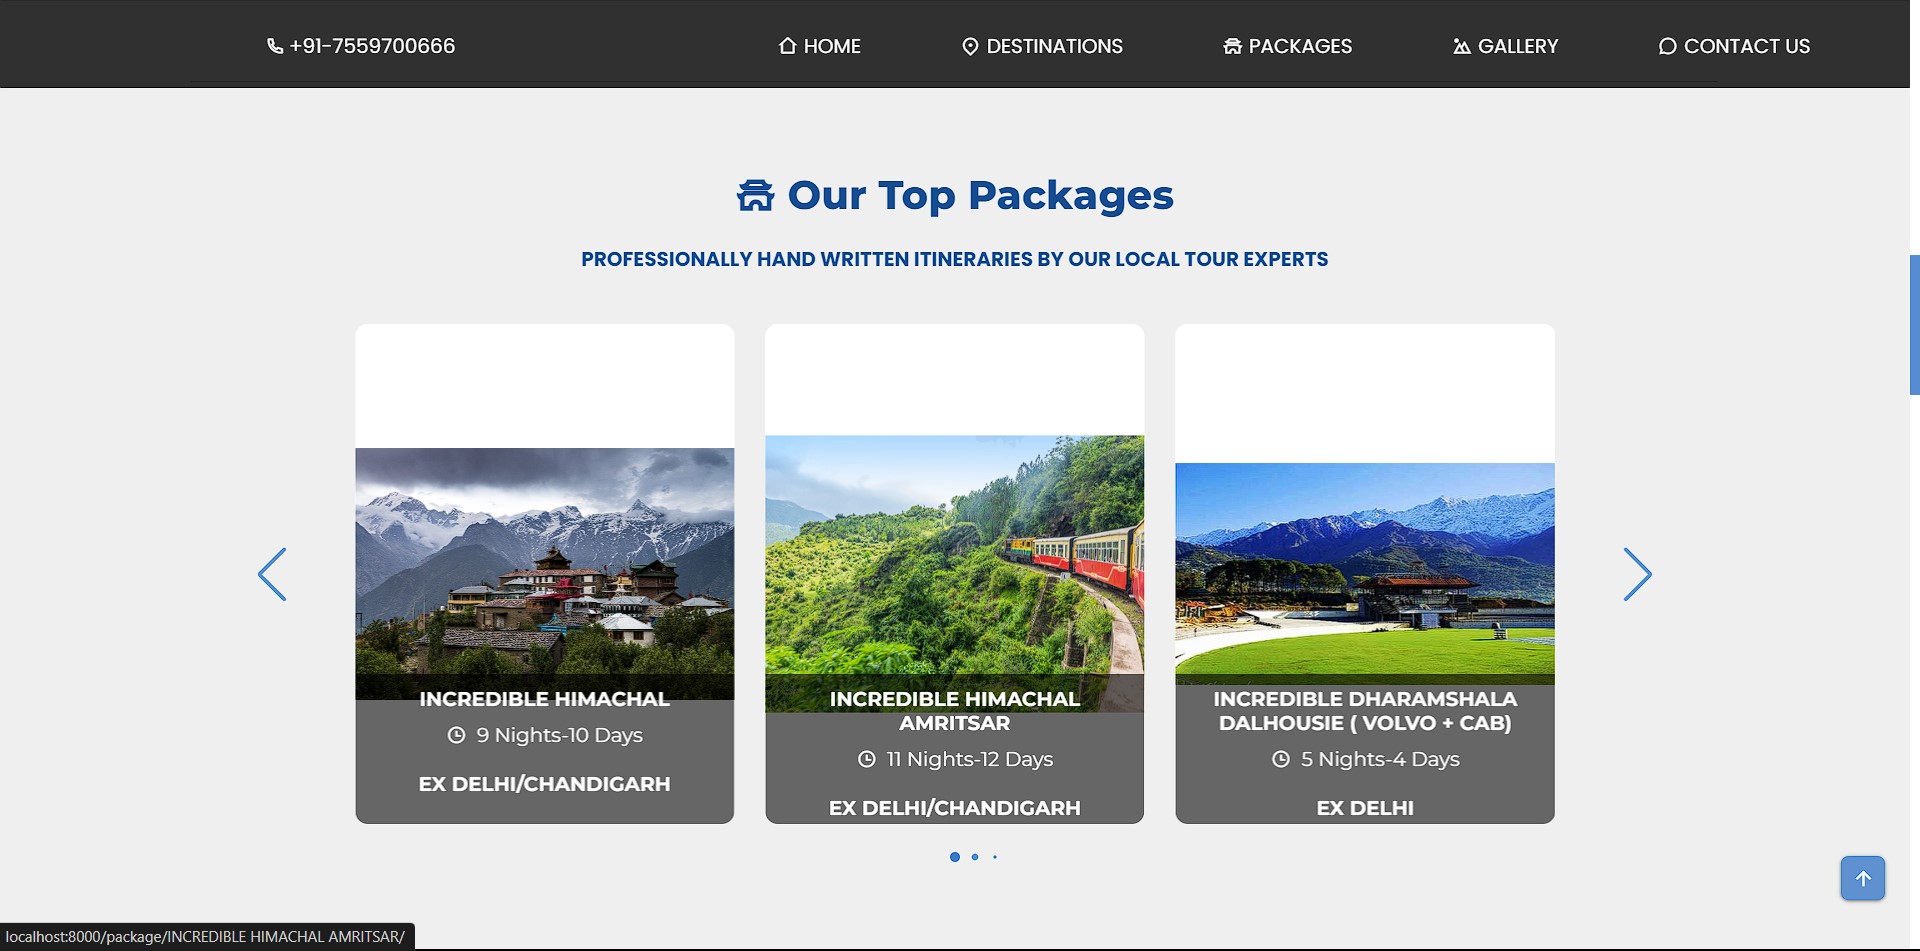 +91-7559700666 HOME DESTINATIONS PACKAGES GALLERY CONTACT US
Our Top Packages
PROFESSIONALLY HAND WRITTEN ITINERARIES BY OUR LOCAL TOUR EXPERTS
INCREDIBLE HIMACHAL
9 Nights-10 Days
EX DELHI/CHANDIGARH
INCREDIBLE HIMACHAL
AMRITSAR
11 Nights-12 Days
EX DELHI/CHANDIGARH
INCREDIBLE DHARAMSHALA
DALHOUSIE ( VOLVO + CAB)
5 Nights-4 Days
EX DELHI
localhost:8000/package/INCREDIBLE HIMACHAL AMRITSAR/